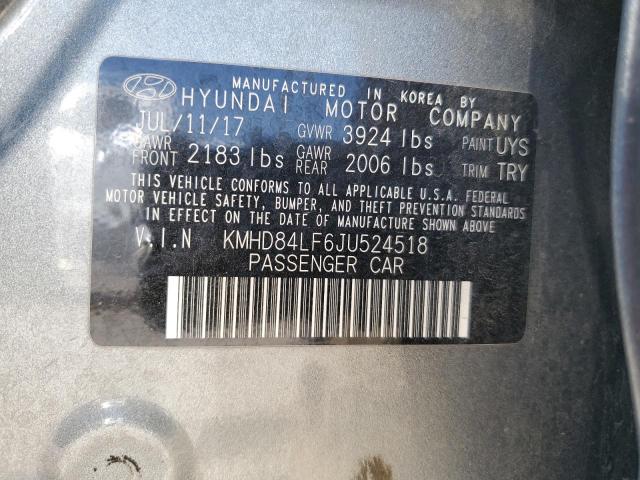 MANUFACTURED IN KOREA BY
HYUNDAI MOTOR COMPANY
JUL/11/17 GVWR 3924 lbs PAINT UYS
GAWR FRONT 2183 lbs GAWR REAR 2006 lbs TRIM TRY
THIS VEHICLE CONFORMS TO ALL APPLICABLE U.S.A. FEDERAL
MOTOR VEHICLE SAFETY, BUMPER, AND THEFT PREVENTION
STANDARDS IN EFFECT ON THE DATE OF MANUFACTURE SHOWN ABOVE.
V.I.N KMHD84LF6JU524518
PASSENGER CAR